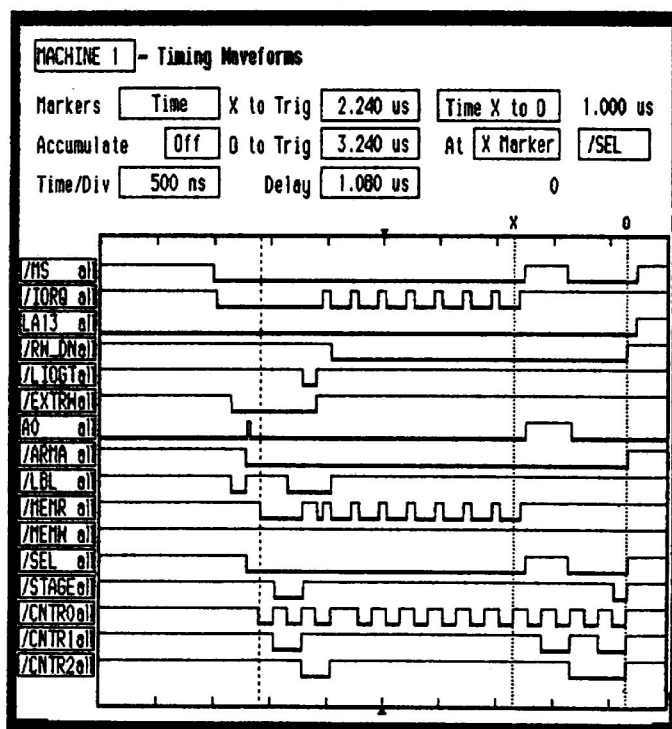 MACHINE 1 - Timing Waveforms
Markers Time X to Trig 2.240 us Time X to O 1.000 us
Accumulate Off O to Trig 3.240 us At X Marker /SEL
Time/Div 500 ns Delay 1.080 us 0
X O
/MS all
/IORQ all
LA13 all
/RW_DNall
/LIOGTall
/EXTRWall
A0 all
/ARMA all
/LBL all
/MEMR all
/MEMW all
/SEL all
/STAGEall
/CNTR0all
/CNTR1all
/CNTR2all